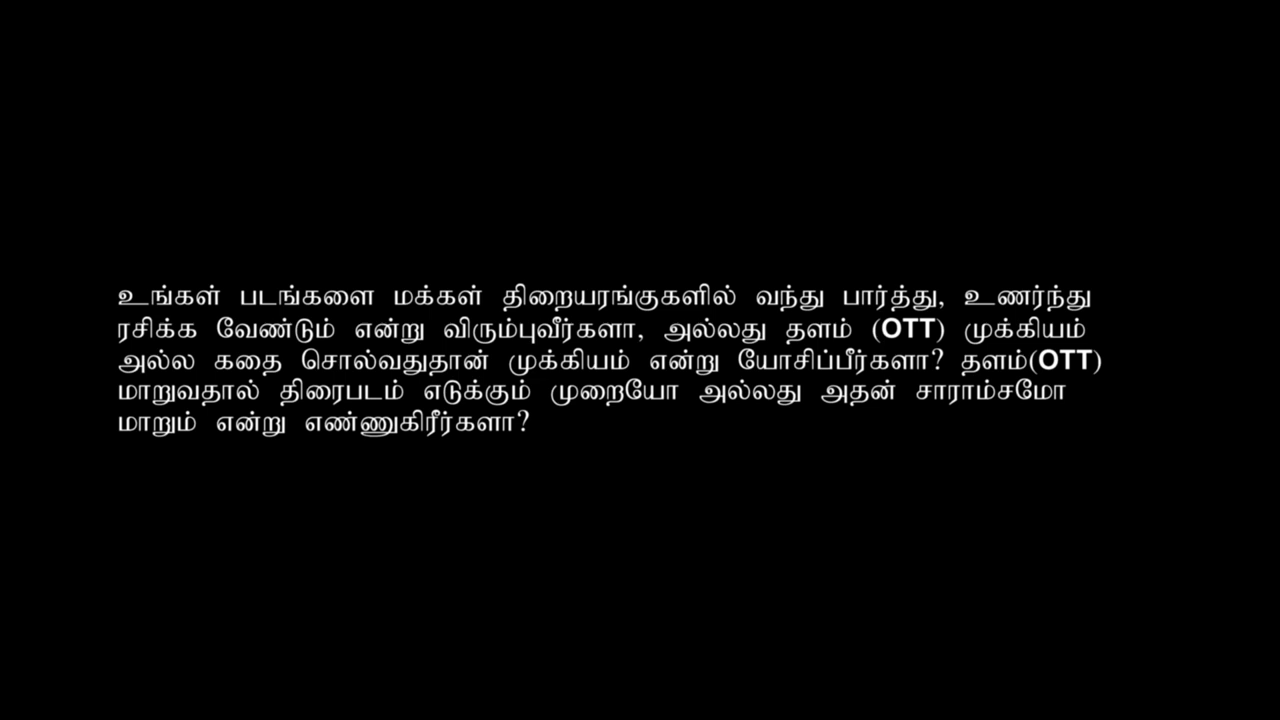 உங்கள் படங்களை மக்கள் திறையரங்குகளில் வந்து பார்த்து, உணர்ந்து
ரசிக்க வேண்டும் என்று விரும்புவீர்களா, அல்லது தளம் (OTT) முக்கியம்
அல்ல கதை சொல்வதுதான் முக்கியம் என்று யோசிப்பீர்களா? தளம்(OTT)
மாறுவதால் திரைபடம் எடுக்கும் முறையோ அல்லது அதன் சாராம்சமோ
மாறும் என்று எண்ணுகிரீர்களா?